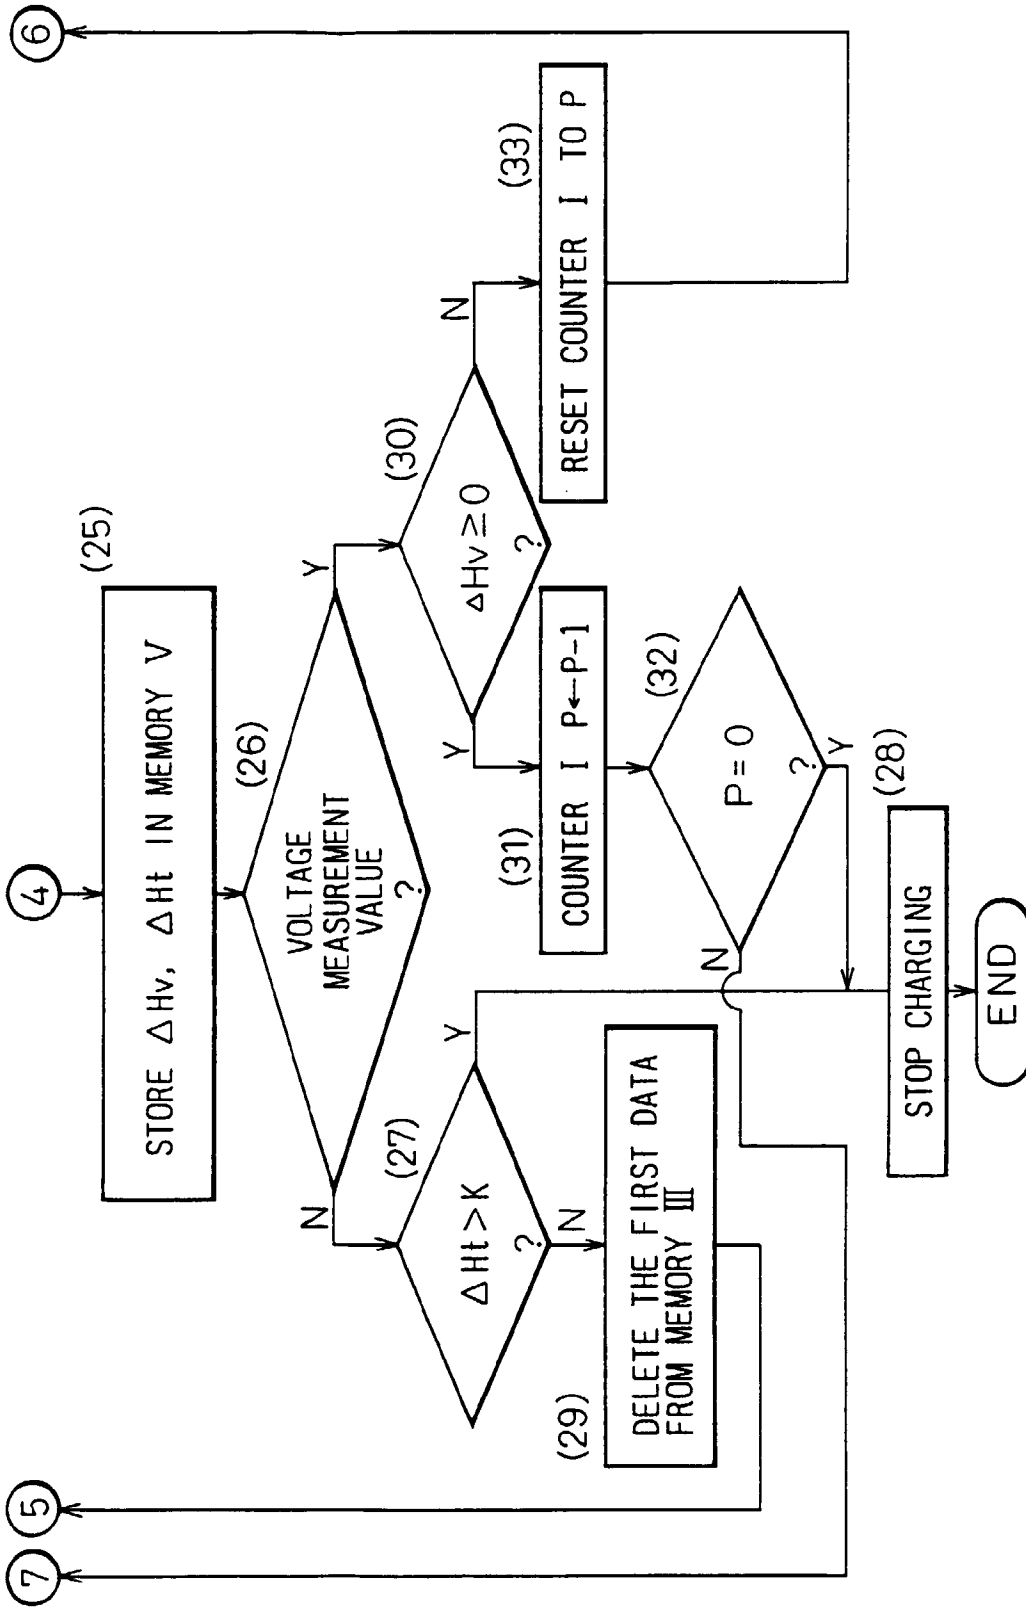 7
5
4
6
(25)
STORE ΔHv, ΔHt IN MEMORY V
(26)
VOLTAGE
MEASUREMENT
VALUE
?
N
Y
(27)
ΔHt>K
?
Y
N
(30)
ΔHv≥0
?
Y
N
(29)
DELETE THE FIRST DATA
FROM MEMORY III
(31)
COUNTER I P←P-1
(33)
RESET COUNTER I TO P
(32)
P=0
?
N
Y
(28)
STOP CHARGING
END